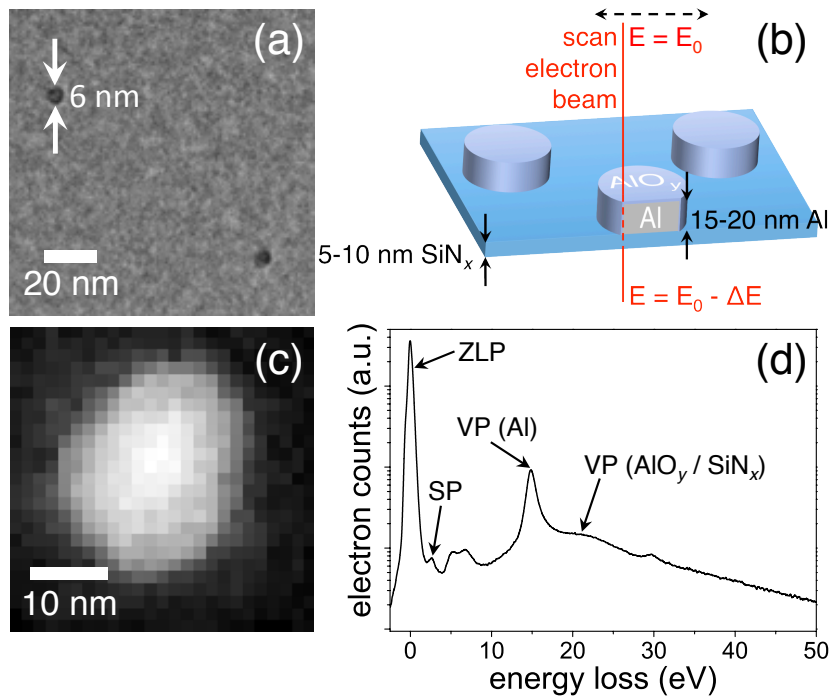 (a)
6 nm
20 nm
(b)
scan
electron
beam
E = E₀
AlOᵧ
Al
15-20 nm Al
5-10 nm SiNₓ
E = E₀ - ΔE
(c)
10 nm
(d)
electron counts (a.u.)
ZLP
SP
VP (Al)
VP (AlOᵧ / SiNₓ)
0 10 20 30 40 50
energy loss (eV)